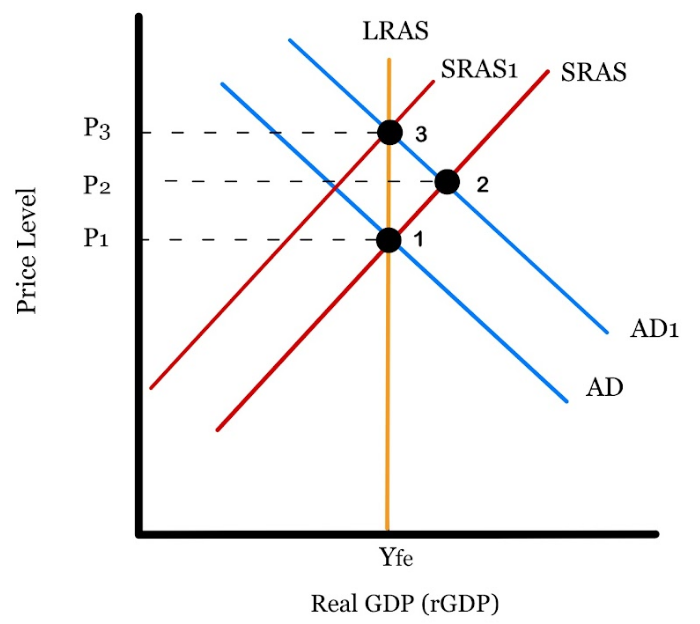 LRAS
SRAS1
SRAS
P3
3
P2
2
P1
1
Price Level
AD1
AD
Yfe
Real GDP (rGDP)